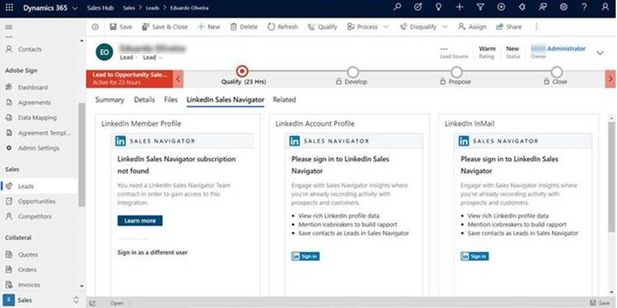 Dynamics 365
Sales Hub
Sales > Leads > Eduardo Oliveira
Save
Save & Close
New
Delete
Refresh
Qualify
Process
Disqualify
Assign
Share
Contacts
Adobe Sign
Dashboard
Agreements
Data Mapping
Agreement Templ...
Admin Settings
Sales
Leads
Opportunities
Competitors
Collateral
Quotes
Orders
Invoices
S Sales
EO
Lead · Lead
---
Lead Source
Warm
Rating
New
Status
Administrator
Owner
Lead to Opportunity Sale...
Active for 23 hours
Qualify (23 Hrs)
Develop
Propose
Close
Summary
Details
Files
LinkedIn Sales Navigator
Related
LinkedIn Member Profile
in SALES NAVIGATOR
LinkedIn Sales Navigator subscription
not found
You need a LinkedIn Sales Navigator Team
contract in order to gain access to this
integration.
Learn more
Sign in as a different user
LinkedIn Account Profile
in SALES NAVIGATOR
Please sign in to LinkedIn Sales
Navigator
Engage with Sales Navigator insights where
you're already recording activity with
prospects and customers.
• View rich LinkedIn profile data
• Mention icebreakers to build rapport
• Save contacts as Leads in Sales Navigator
in Sign in
LinkedIn InMail
in SALES NAVIGATOR
Please sign in to LinkedIn Sales
Navigator
Engage with Sales Navigator insights where
you're already recording activity with
prospects and customers.
• View rich LinkedIn profile data
• Mention icebreakers to build rapport
• Save contacts as Leads in Sales Navigator
in Sign in
Open
Save